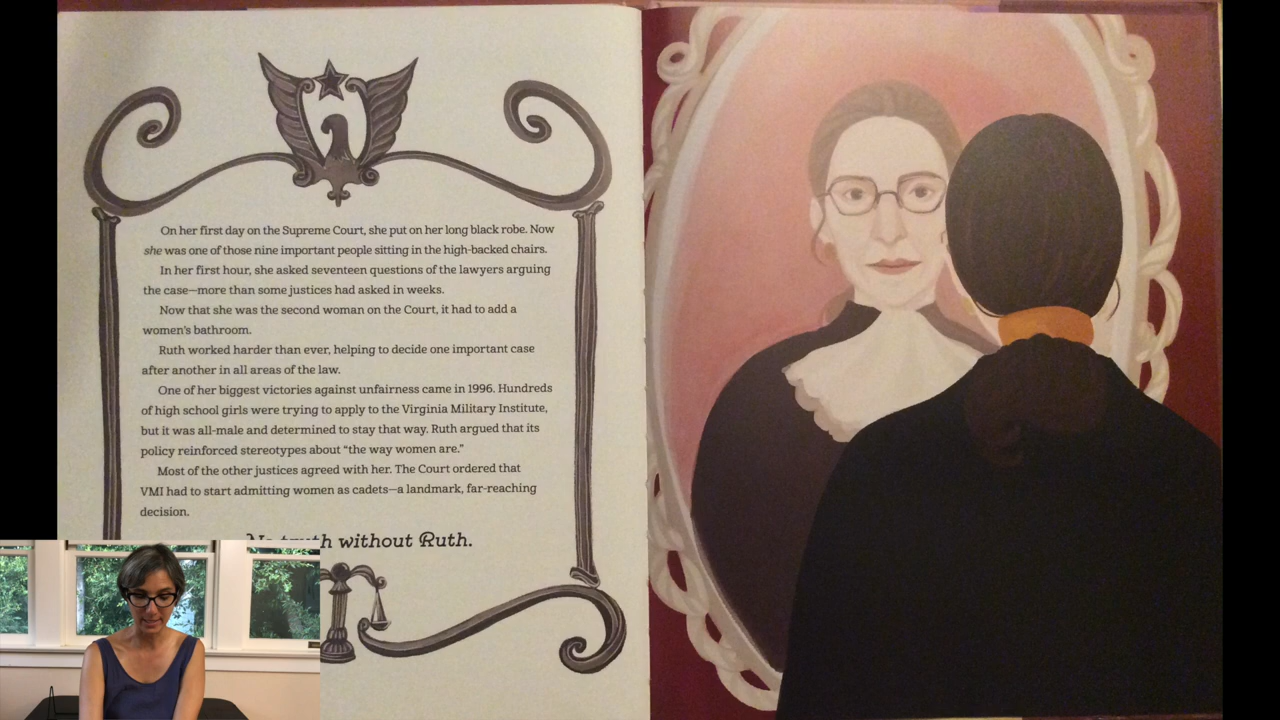 On her first day on the Supreme Court, she put on her long black robe. Now
she was one of those nine important people sitting in the high-backed chairs.
In her first hour, she asked seventeen questions of the lawyers arguing
the case—more than some justices had asked in weeks.
Now that she was the second woman on the Court, it had to add a
women's bathroom.
Ruth worked harder than ever, helping to decide one important case
after another in all areas of the law.
One of her biggest victories against unfairness came in 1996. Hundreds
of high school girls were trying to apply to the Virginia Military Institute,
but it was all-male and determined to stay that way. Ruth argued that its
policy reinforced stereotypes about "the way women are."
Most of the other justices agreed with her. The Court ordered that
VMI had to start admitting women as cadets—a landmark, far-reaching
decision.
No truth without Ruth.